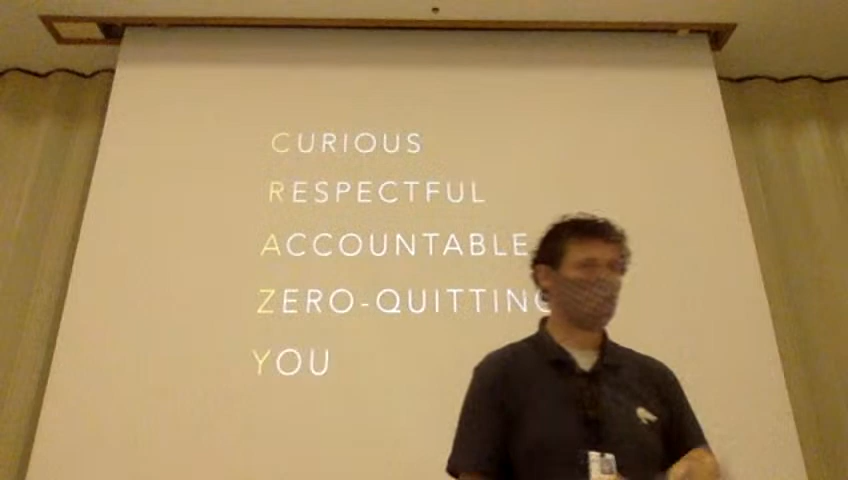 CURIOUS
RESPECTFUL
ACCOUNTABLE
ZERO-QUITTING
YOU